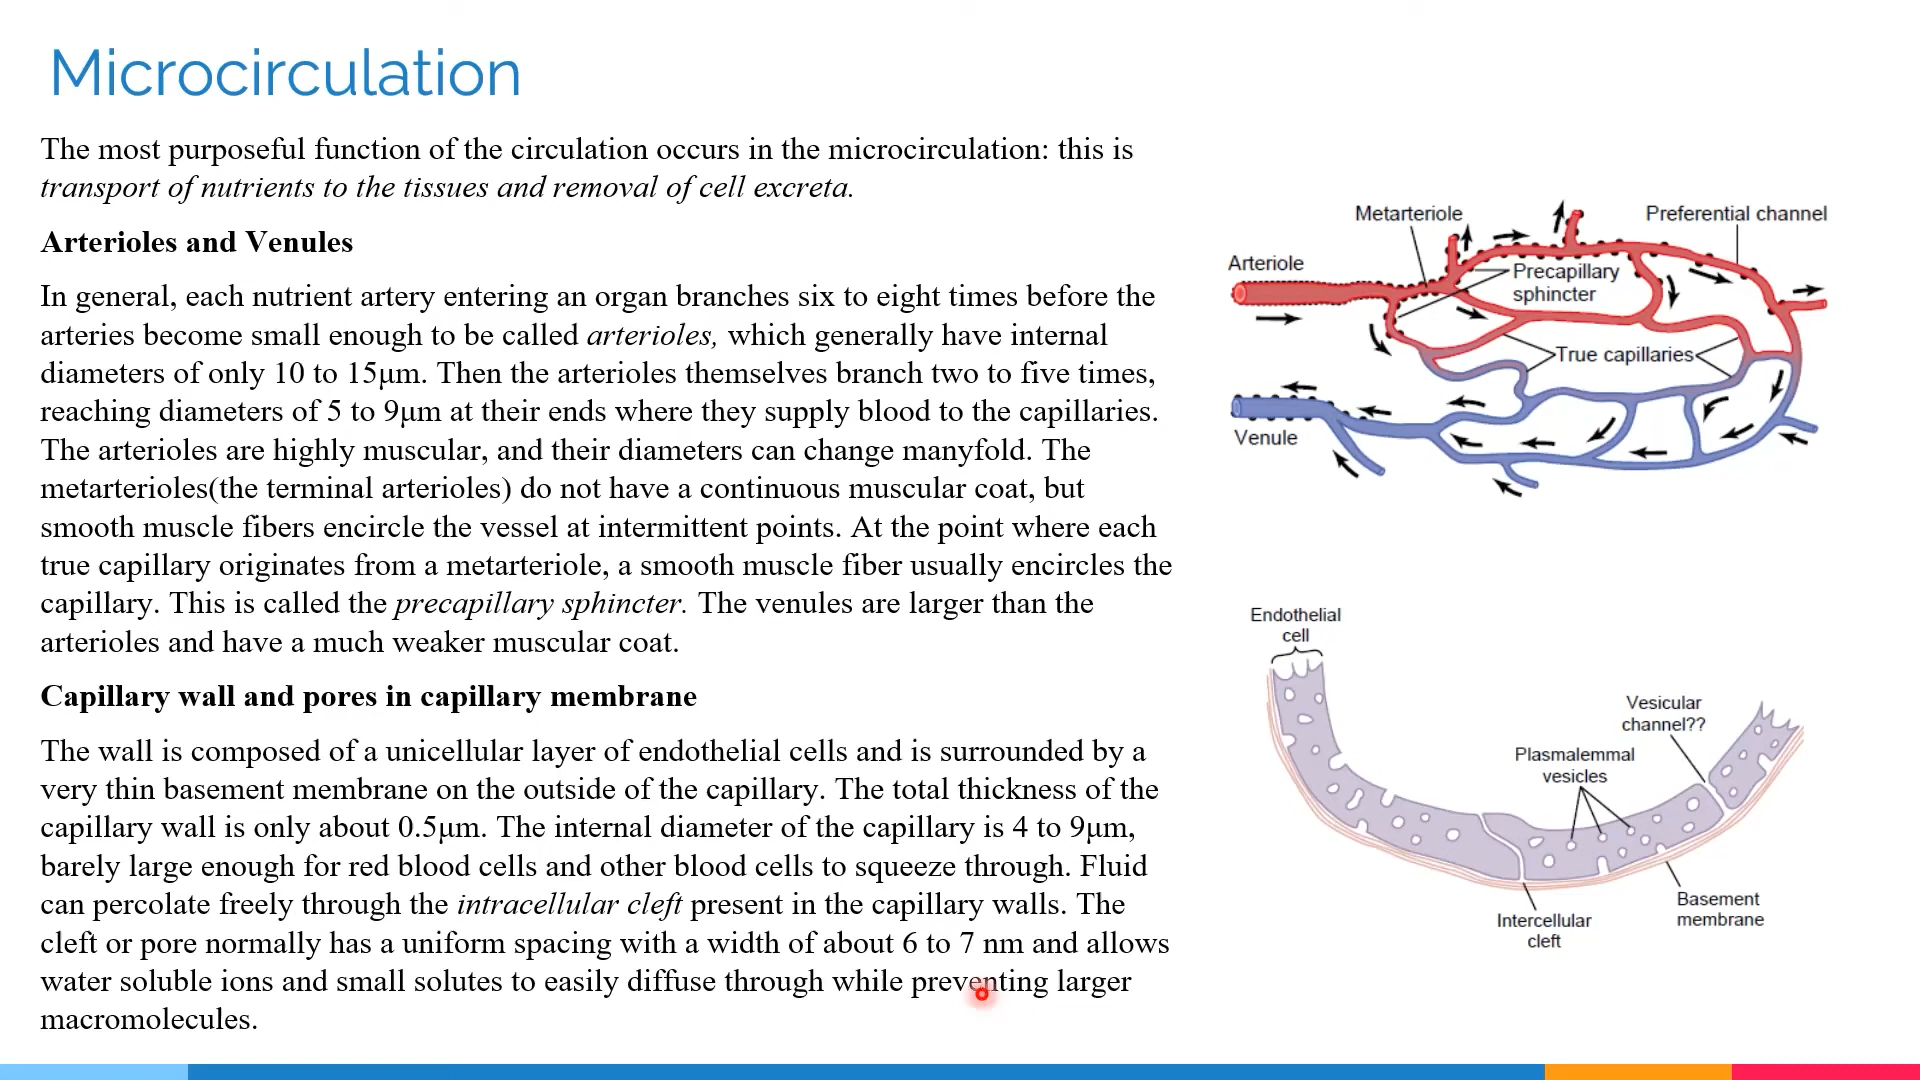 Microcirculation
The most purposeful function of the circulation occurs in the microcirculation: this is
transport of nutrients to the tissues and removal of cell excreta.
Arterioles and Venules
In general, each nutrient artery entering an organ branches six to eight times before the
arteries become small enough to be called arterioles, which generally have internal
diameters of only 10 to 15μm. Then the arterioles themselves branch two to five times,
reaching diameters of 5 to 9μm at their ends where they supply blood to the capillaries.
The arterioles are highly muscular, and their diameters can change manyfold. The
metarterioles(the terminal arterioles) do not have a continuous muscular coat, but
smooth muscle fibers encircle the vessel at intermittent points. At the point where each
true capillary originates from a metarteriole, a smooth muscle fiber usually encircles the
capillary. This is called the precapillary sphincter. The venules are larger than the
arterioles and have a much weaker muscular coat.
Capillary wall and pores in capillary membrane
The wall is composed of a unicellular layer of endothelial cells and is surrounded by a
very thin basement membrane on the outside of the capillary. The total thickness of the
capillary wall is only about 0.5μm. The internal diameter of the capillary is 4 to 9μm,
barely large enough for red blood cells and other blood cells to squeeze through. Fluid
can percolate freely through the intracellular cleft present in the capillary walls. The
cleft or pore normally has a uniform spacing with a width of about 6 to 7 nm and allows
water soluble ions and small solutes to easily diffuse through while preventing larger
macromolecules.
Metarteriole
Preferential channel
Arteriole
Precapillary
sphincter
True capillaries
Venule
Endothelial
cell
Vesicular
channel??
Plasmalemmal
vesicles
Basement
membrane
Intercellular
cleft